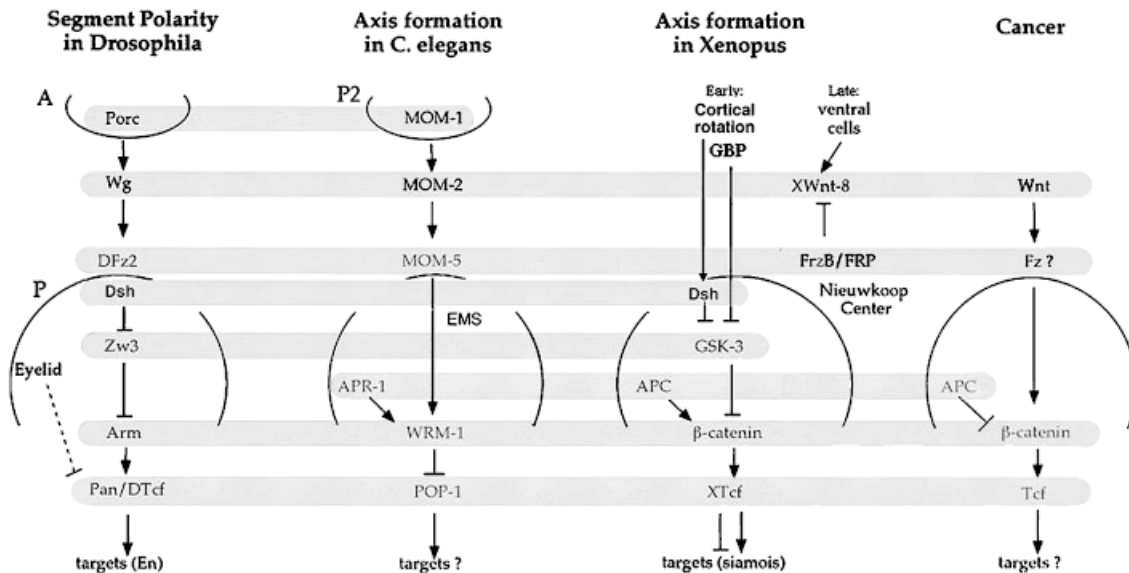 Segment Polarity
in Drosophila
Axis formation
in C. elegans
Axis formation
in Xenopus
Cancer
A
Porc
P2
MOM-1
Early:
Cortical
rotation
GBP
Late:
ventral
cells
Wg
MOM-2
XWnt-8
Wnt
DFz2
MOM-5
FrzB/FRP
Fz ?
P
Dsh
Dsh
Nieuwkoop
Center
EMS
Zw3
GSK-3
Eyelid
APR-1
APC
APC
Arm
WRM-1
β-catenin
β-catenin
Pan/DTcf
POP-1
XTcf
Tcf
targets (En)
targets ?
targets (siamois)
targets ?